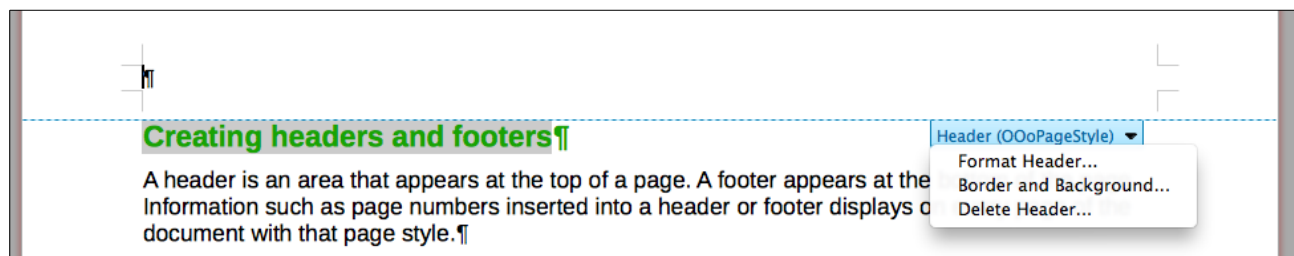 ¶
Creating headers and footers¶
Header (OOoPageStyle)
Format Header...
Border and Background...
Delete Header...
A header is an area that appears at the top of a page. A footer appears at the
Information such as page numbers inserted into a header or footer displays
document with that page style.¶